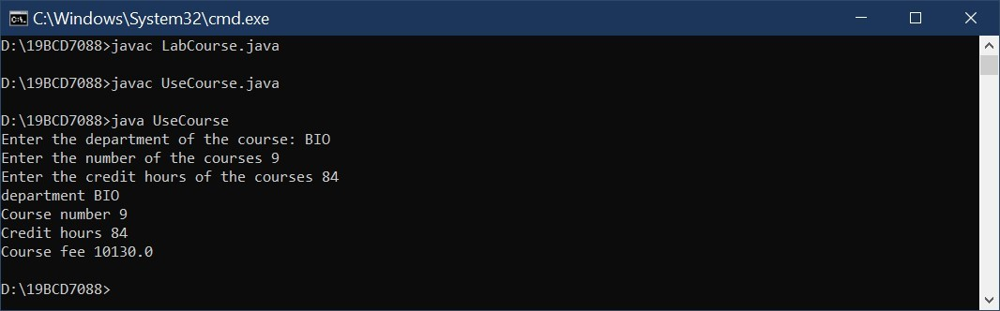 C:\Windows\System32\cmd.exe
D:\19BCD7088>javac LabCourse.java
D:\19BCD7088>javac UseCourse.java
D:\19BCD7088>java UseCourse
Enter the department of the course: BIO
Enter the number of the courses 9
Enter the credit hours of the courses 84
department BIO
Course number 9
Credit hours 84
Course fee 10130.0
D:\19BCD7088>